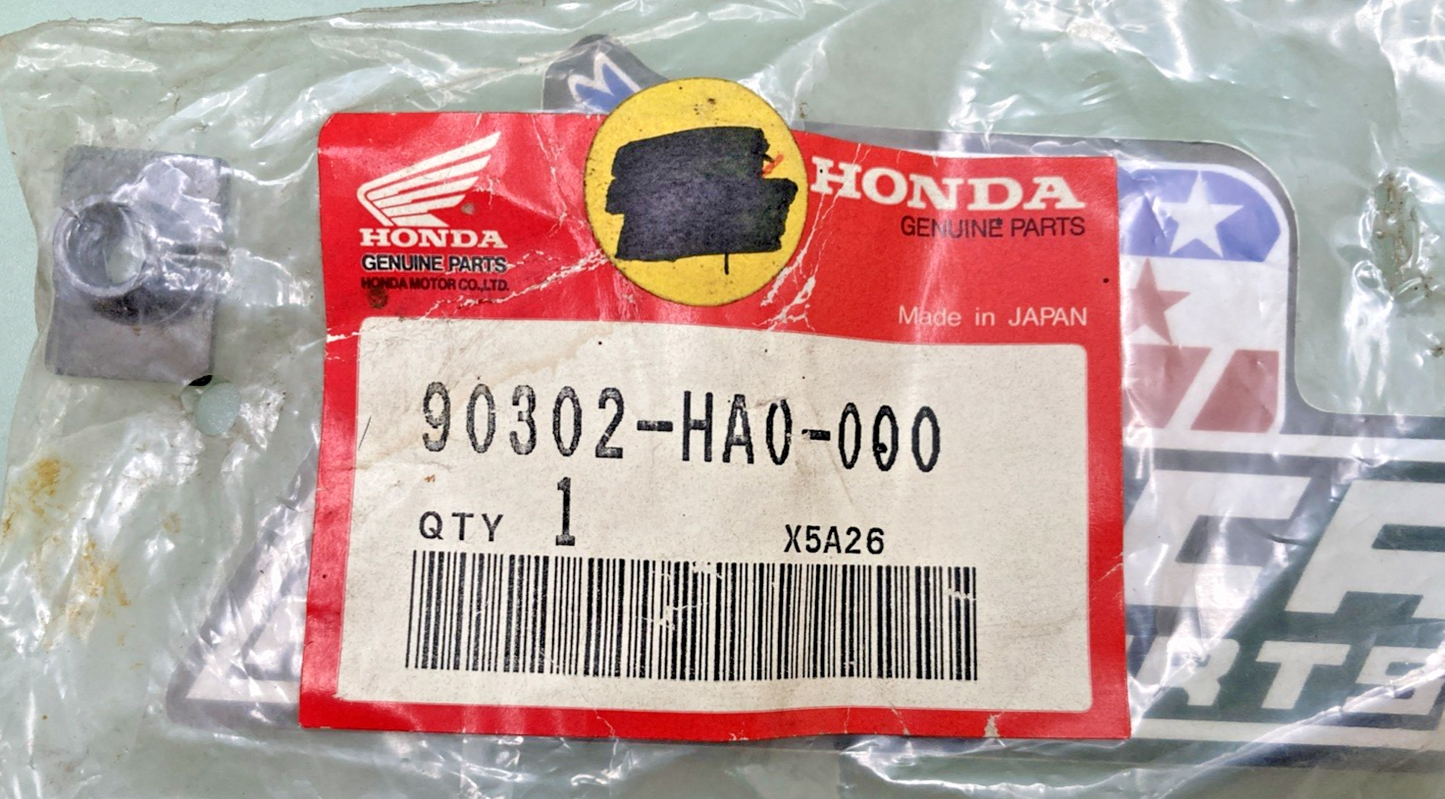 HONDA
GENUINE PARTS
HONDA MOTOR CO.,LTD.
HONDA
GENUINE PARTS
Made in JAPAN
90302-HA0-000
QTY 1 X5A26